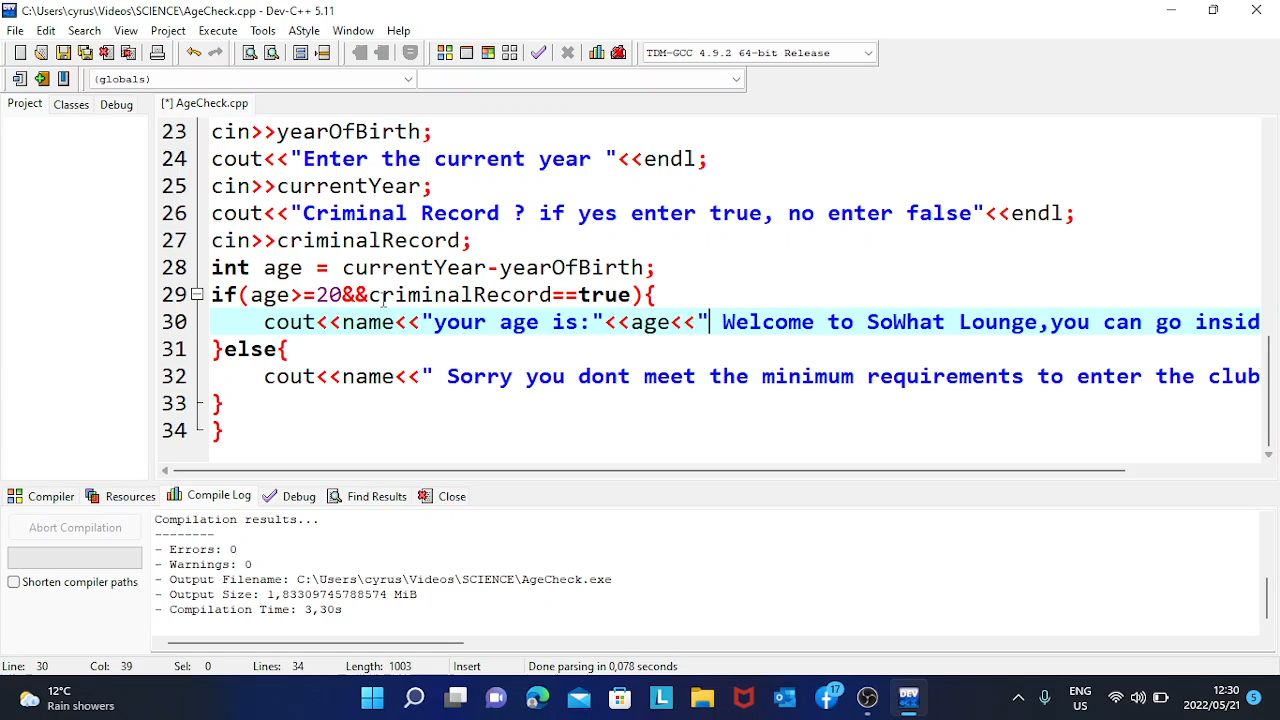 C:\Users\cyrus\Videos\SCIENCE\AgeCheck.cpp - Dev-C++ 5.11
File Edit Search View Project Execute Tools AStyle Window Help
TDM-GCC 4.9.2 64-bit Release
(globals)
Project Classes Debug [*] AgeCheck.cpp
23 cin>>yearOfBirth;
24 cout<<"Enter the current year "<<endl;
25 cin>>currentYear;
26 cout<<"Criminal Record ? if yes enter true, no enter false"<<endl;
27 cin>>criminalRecord;
28 int age = currentYear-yearOfBirth;
29 if(age>=20&&criminalRecord==true){
30 cout<<name<<"your age is:"<<age<<" Welcome to SoWhat Lounge,you can go insid
31 }else{
32 cout<<name<<" Sorry you dont meet the minimum requirements to enter the club
33 }
34 }
Compiler Resources Compile Log Debug Find Results Close
Abort Compilation
Shorten compiler paths
Compilation results...
--------
- Errors: 0
- Warnings: 0
- Output Filename: C:\Users\cyrus\Videos\SCIENCE\AgeCheck.exe
- Output Size: 1,83309745788574 MiB
- Compilation Time: 3,30s
Line: 30 Col: 39 Sel: 0 Lines: 34 Length: 1003 Insert Done parsing in 0,078 seconds
12°C
Rain showers
L
17
DEV
ENG
US
12:30
2022/05/21
5